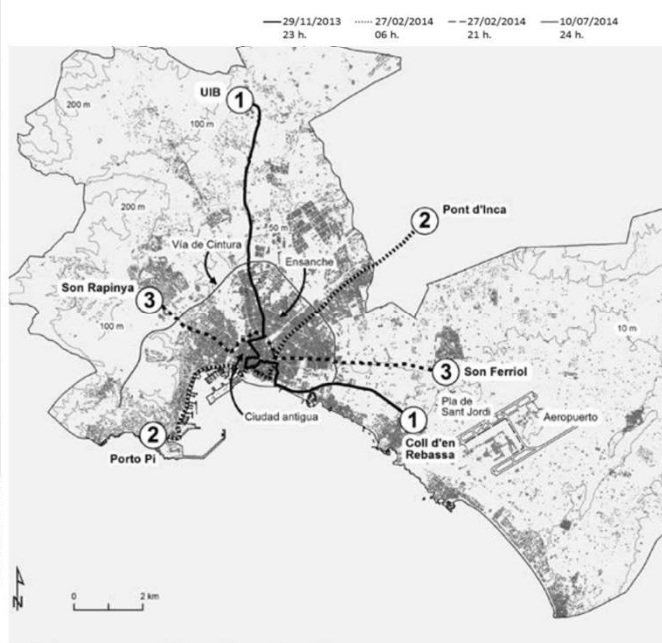 29/11/2013 23 h.
27/02/2014 06 h.
27/02/2014 21 h.
10/07/2014 24 h.
200 m
UIB
1
100 m
200 m
50 m
2
Pont d'Inca
Vía de Cintura
Ensanche
Son Rapinya
3
100 m
10 m
3
Son Ferriol
Pla de
Sant Jordi
Aeropuerto
Ciudad antigua
1
Coll d'en
Rebassa
2
Porto Pí
N
0
2 km